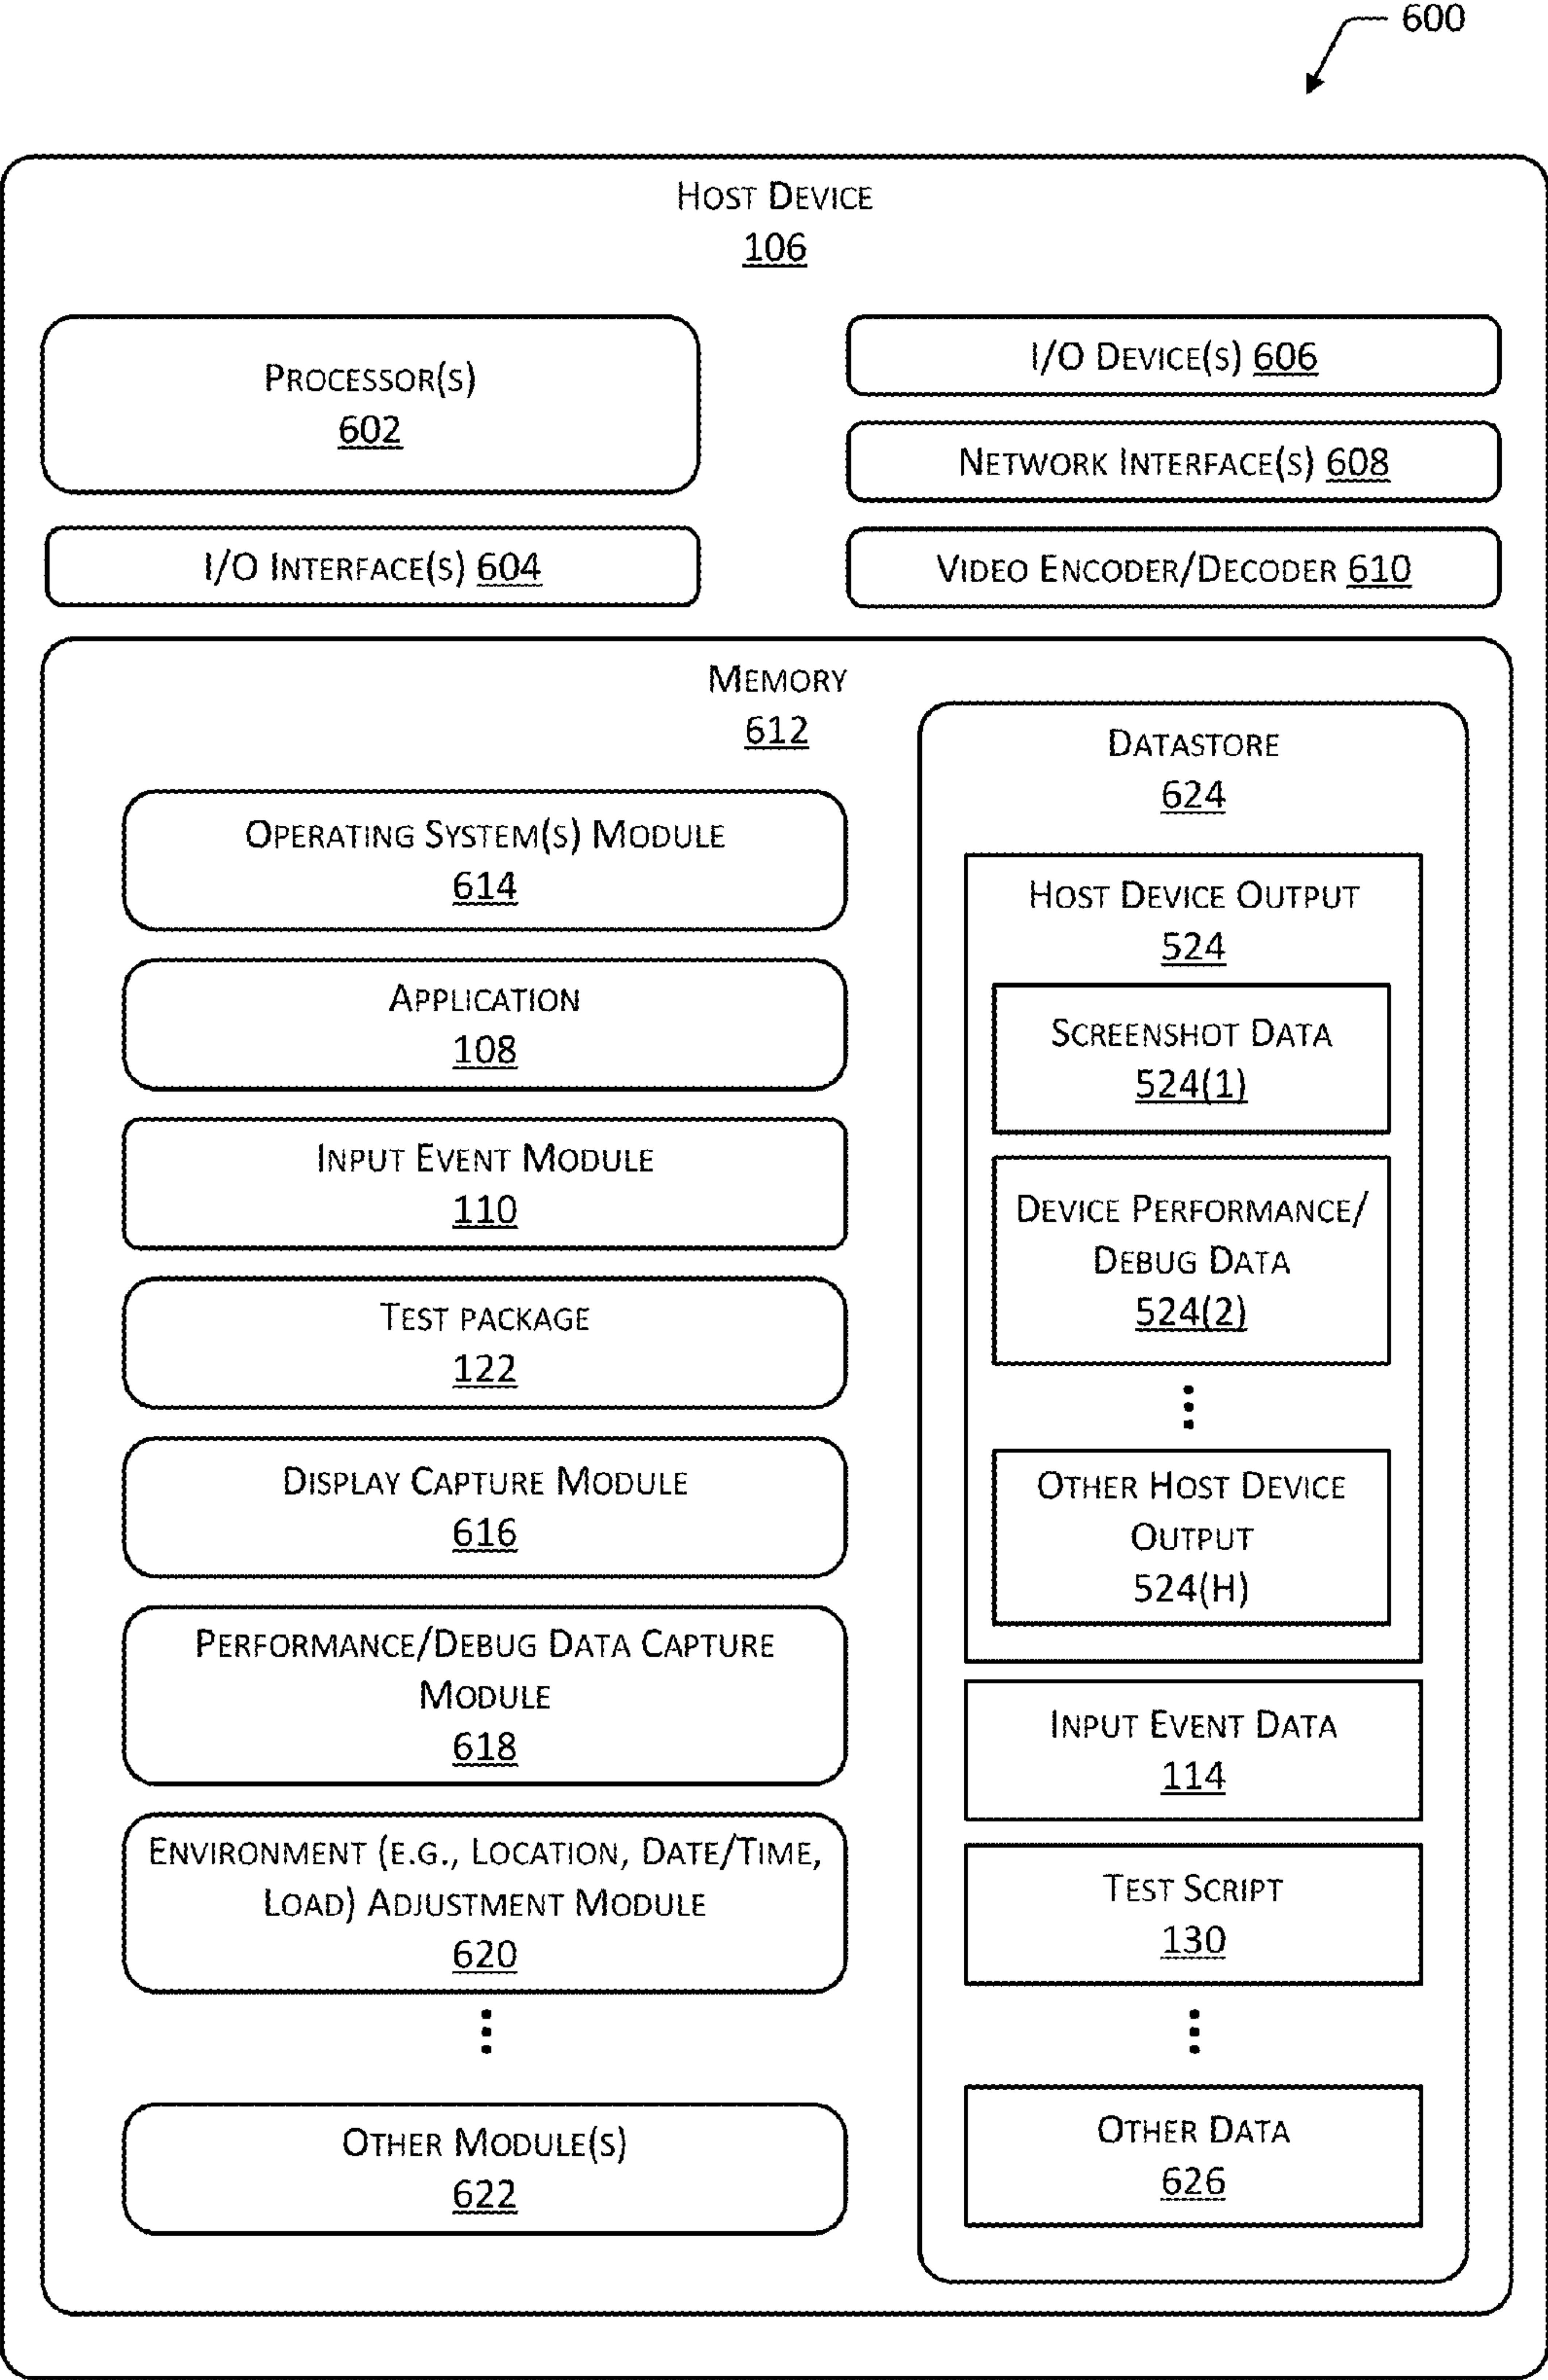 600
Host Device
106
Processor(s)
602
I/O Interface(s) 604
I/O Device(s) 606
Network Interface(s) 608
Video Encoder/Decoder 610
Memory
612
Operating System(s) Module
614
Application
108
Input Event Module
110
Test package
122
Display Capture Module
616
Performance/Debug Data Capture
Module
618
Environment (e.g., Location, Date/Time,
Load) Adjustment Module
620
Other Module(s)
622
Datastore
624
Host Device Output
524
Screenshot Data
524(1)
Device Performance/
Debug Data
524(2)
Other Host Device
Output
524(H)
Input Event Data
114
Test Script
130
Other Data
626